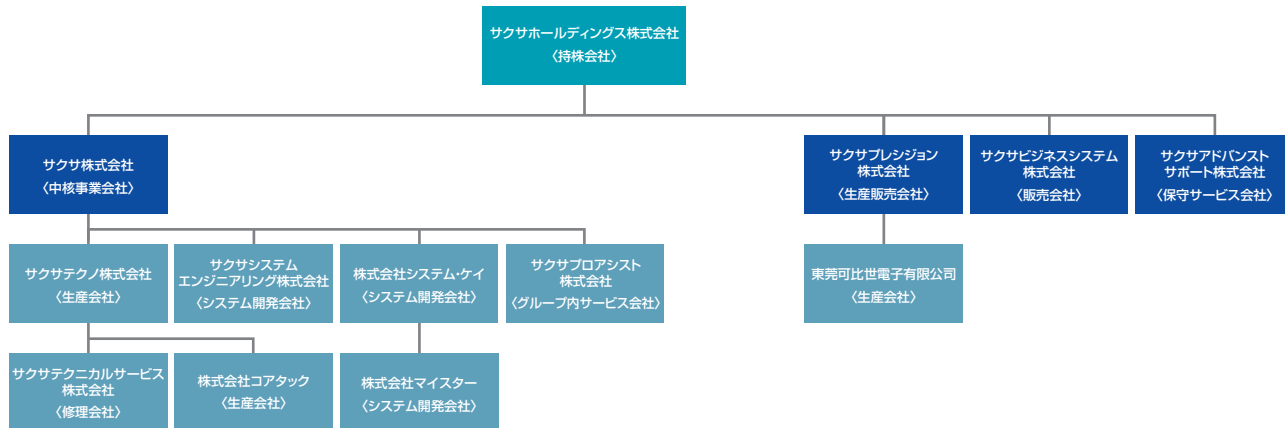 サクサホールディングス株式会社
〈持株会社〉
サクサ株式会社
〈中核事業会社〉
サクサプレシジョン
株式会社
〈生産販売会社〉
サクサビジネスシステム
株式会社
〈販売会社〉
サクサアドバンスト
サポート株式会社
〈保守サービス会社〉
サクサテクノ株式会社
〈生産会社〉
サクサシステム
エンジニアリング株式会社
〈システム開発会社〉
株式会社システム・ケイ
〈システム開発会社〉
サクサプロアシスト
株式会社
〈グループ内サービス会社〉
東莞可比世電子有限公司
〈生産会社〉
サクサテクニカルサービス
株式会社
〈修理会社〉
株式会社コアタック
〈生産会社〉
株式会社マイスター
〈システム開発会社〉